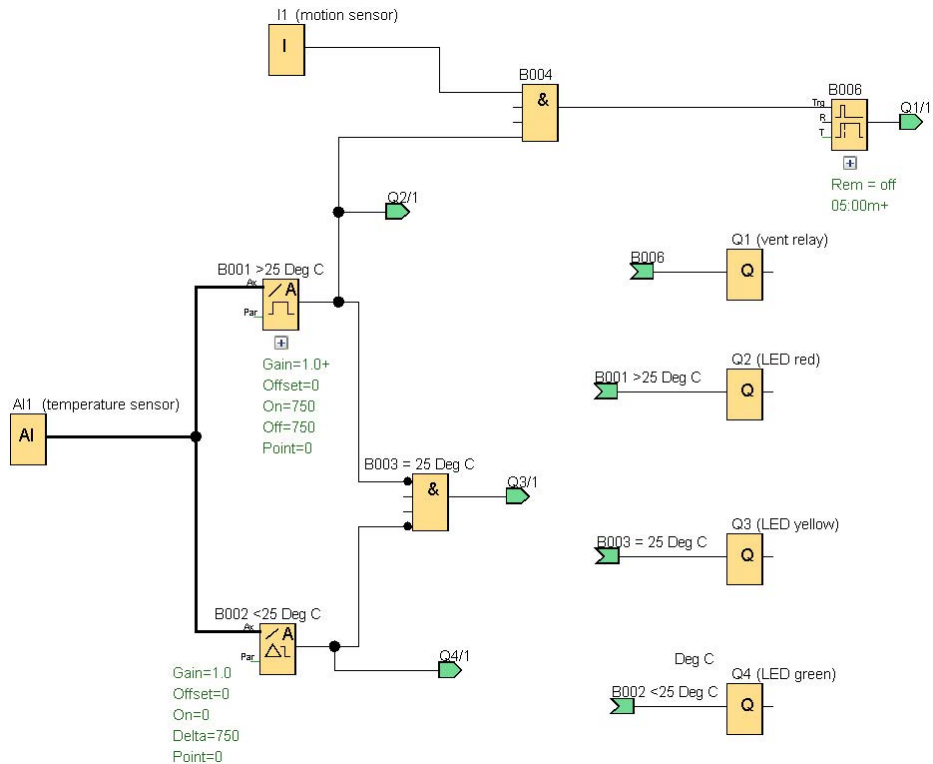 I1 (motion sensor)
I
B004
&
B006
Trg
R
T
Q1/1
Rem = off
05:00m+
Q2/1
Q1 (vent relay)
B006
Q
B001 >25 Deg C
Ax
A
Par
Gain=1.0+
Offset=0
On=750
Off=750
Point=0
Q2 (LED red)
B001 >25 Deg C
Q
AI1 (temperature sensor)
AI
B003 = 25 Deg C
&
Q3/1
Q3 (LED yellow)
B003 = 25 Deg C
Q
B002 <25 Deg C
Ax
A
Par
Q4/1
Gain=1.0
Offset=0
On=0
Delta=750
Point=0
Deg C
Q4 (LED green)
B002 <25 Deg C
Q